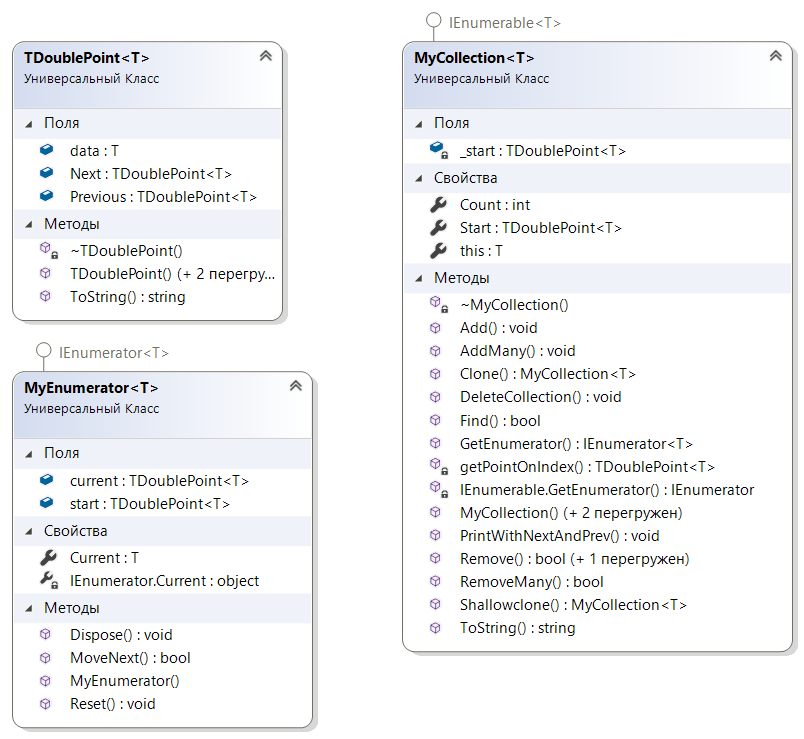 TDoublePoint<T>
Универсальный Класс
Поля
data : T
Next : TDoublePoint<T>
Previous : TDoublePoint<T>
Методы
~TDoublePoint()
TDoublePoint() (+ 2 перегру...
ToString() : string
IEnumerator<T>
MyEnumerator<T>
Универсальный Класс
Поля
current : TDoublePoint<T>
start : TDoublePoint<T>
Свойства
Current : T
IEnumerator.Current : object
Методы
Dispose() : void
MoveNext() : bool
MyEnumerator()
Reset() : void
IEnumerable<T>
MyCollection<T>
Универсальный Класс
Поля
_start : TDoublePoint<T>
Свойства
Count : int
Start : TDoublePoint<T>
this : T
Методы
~MyCollection()
Add() : void
AddMany() : void
Clone() : MyCollection<T>
DeleteCollection() : void
Find() : bool
GetEnumerator() : IEnumerator<T>
getPointOnIndex() : TDoublePoint<T>
IEnumerable.GetEnumerator() : IEnumerator
MyCollection() (+ 2 перегружен)
PrintWithNextAndPrev() : void
Remove() : bool (+ 1 перегружен)
RemoveMany() : bool
Shallowclone() : MyCollection<T>
ToString() : string